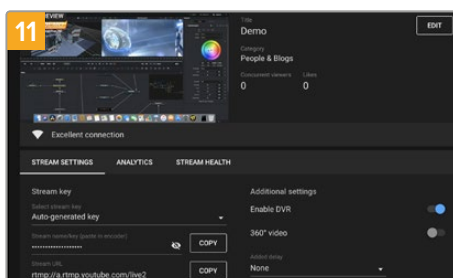 11
PREVIEW
Title
Demo
EDIT
Category
People & Blogs
Concurrent viewers
Likes
0
0
Excellent connection
STREAM SETTINGS
ANALYTICS
STREAM HEALTH
Stream key
Additional settings
Select stream key
Auto-generated key
Enable DVR
Stream name/key (paste in encoder)
••••••••••••••••••••
COPY
360° video
Stream URL
rtmp://a.rtmp.youtube.com/live2
COPY
Added delay
None